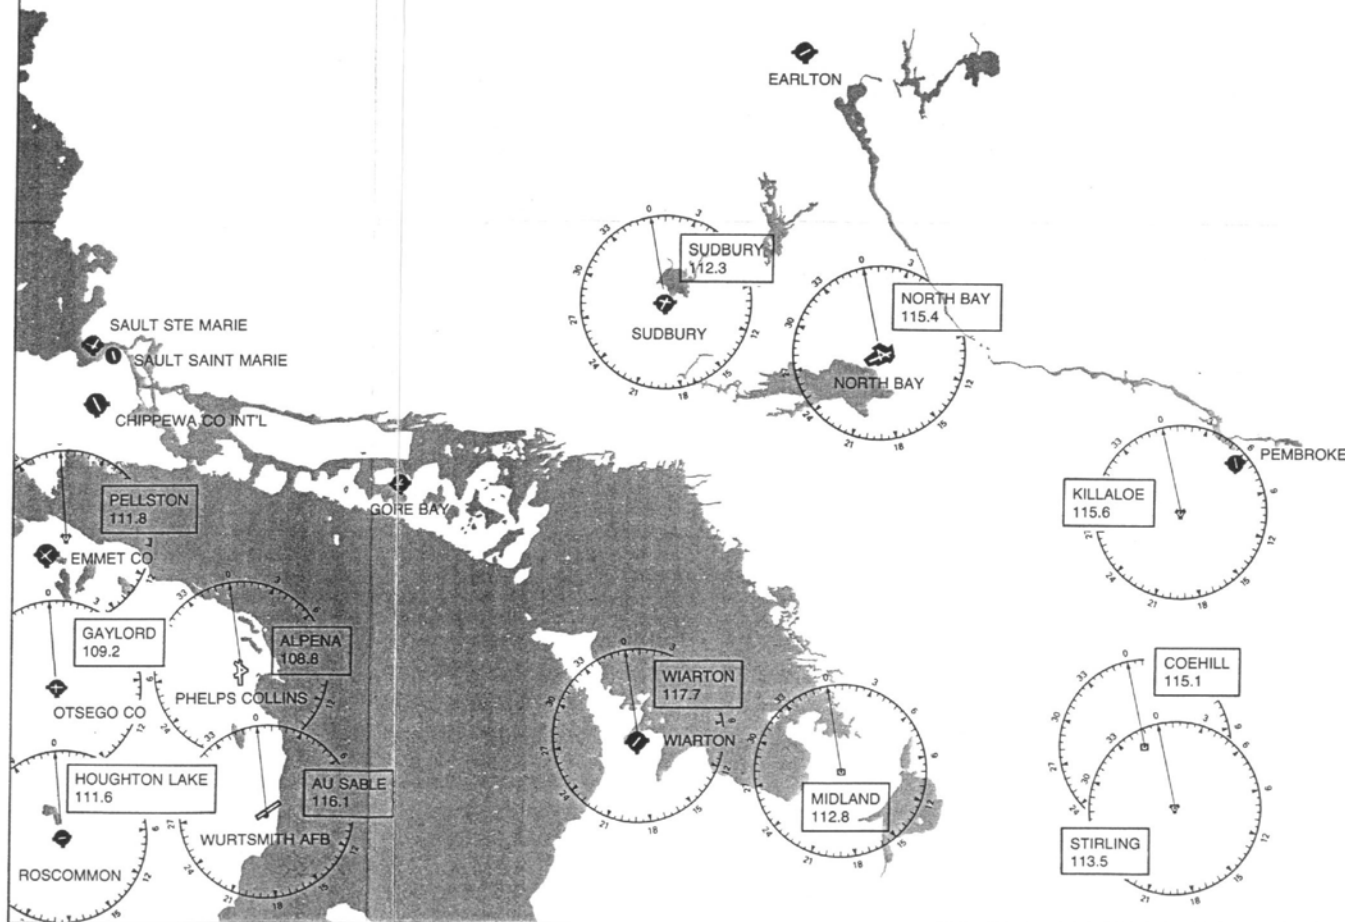 EARLTON
SUDBURY
112.3
SUDBURY
NORTH BAY
115.4
NORTH BAY
SAULT STE MARIE
SAULT SAINT MARIE
CHIPPEWA CO INT'L
PELLSTON
111.8
EMMET CO
GORE BAY
PEMBROKE
KILLALOE
115.6
GAYLORD
109.2
OTSEGO CO
ALPENA
108.8
PHELPS COLLINS
WIARTON
117.7
WIARTON
MIDLAND
112.8
COEHILL
115.1
STIRLING
113.5
HOUGHTON LAKE
111.6
ROSCOMMON
AU SABLE
116.1
WURTSMITH AFB